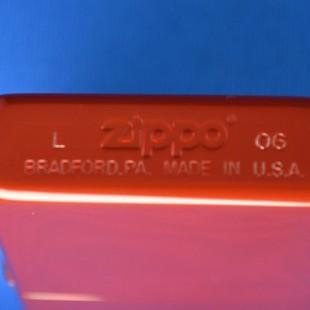 L zippo® 06
BRADFORD,PA. MADE IN U.S.A.